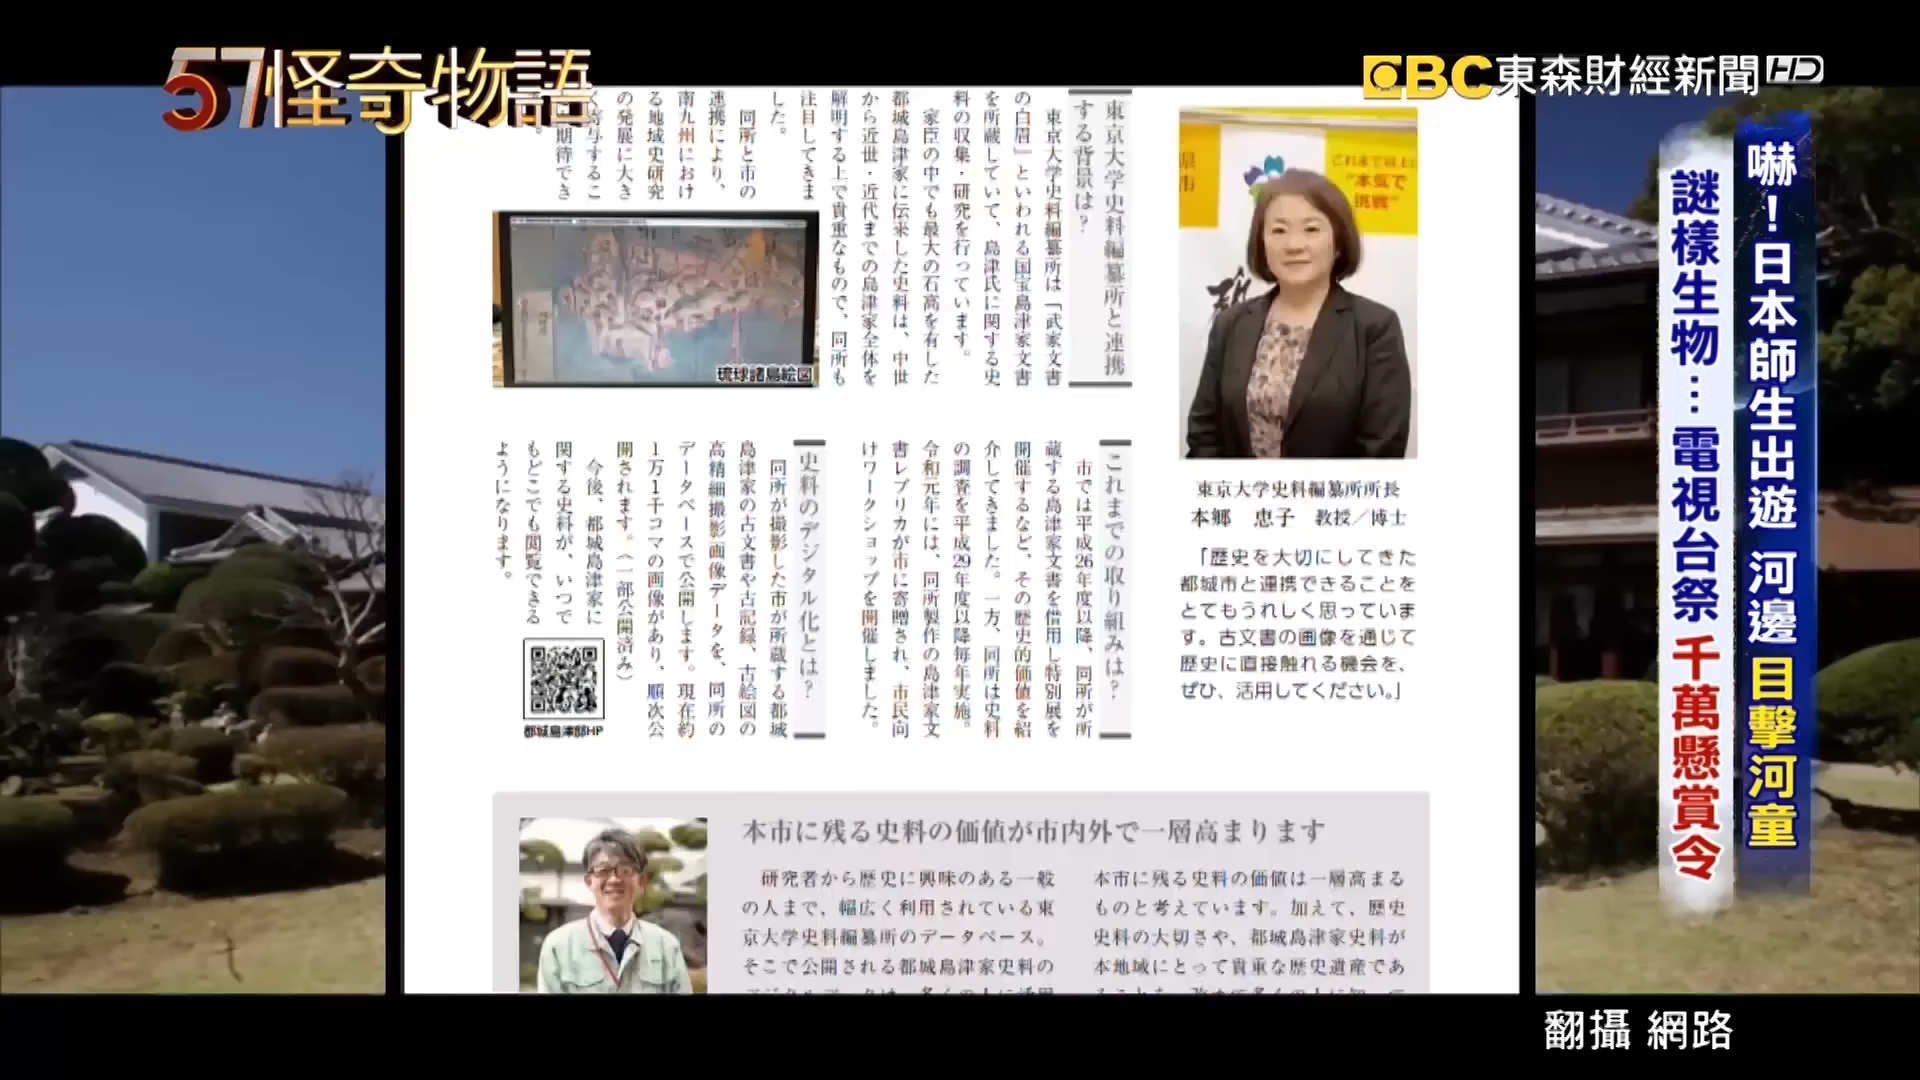 57怪奇物語
EBC東森財經新聞HD
嚇！日本師生出遊 河邊目擊河童
謎樣生物…電視台祭千萬懸賞令
東京大学史料編纂所と連携
する背景は？
東京大学史料編纂所は「武家文書
の白眉」といわれる国宝島津家文書
を所蔵していて、島津氏に関する史
料の収集・研究を行っています。
家臣の中でも最大の石高を有した
都城島津家に伝来した史料は、中世
から近世・近代までの島津家全体を
解明する上で貴重なもので、同所も
注目してきま
した。
同所と市の
連携により、
南九州におけ
る地域史研究
の発展に大き
く寄与するこ
期待でき
琉球諸島絵図
これまで以上に
"本気で
挑戦"
東京大学史料編纂所所長
本郷 恵子 教授／博士
「歴史を大切にしてきた
都城市と連携できることを
とてもうれしく思っていま
す。古文書の画像を通じて
歴史に直接触れる機会を、
ぜひ、活用してください。」
これまでの取り組みは？
市では平成26年度以降、同所が所
蔵する島津家文書を借用し特別展を
開催するなど、その歴史的価値を紹
介してきました。一方、同所は史料
の調査を平成29年度以降毎年実施。
令和元年には、同所製作の島津家文
書レプリカが市に寄贈され、市民向
けワークショップを開催しました。
史料のデジタル化とは？
同所が撮影した市が所蔵する都城
島津家の古文書や古記録、古絵図の
高精細撮影画像データを、同所の
データベースで公開します。現在約
1万1千コマの画像があり、順次公
開されます。（一部公開済み）
今後、都城島津家に
関する史料が、いつで
もどこでも閲覧できる
ようになります。
都城島津邸HP
本市に残る史料の価値が市内外で一層高まります
研究者から歴史に興味のある一般
の人まで、幅広く利用されている東
京大学史料編纂所のデータベース。
そこで公開される都城島津家史料の
本市に残る史料の価値は一層高まる
ものと考えています。加えて、歴史
史料の大切さや、都城島津家史料が
本地域にとって貴重な歴史遺産であ
翻攝 網路